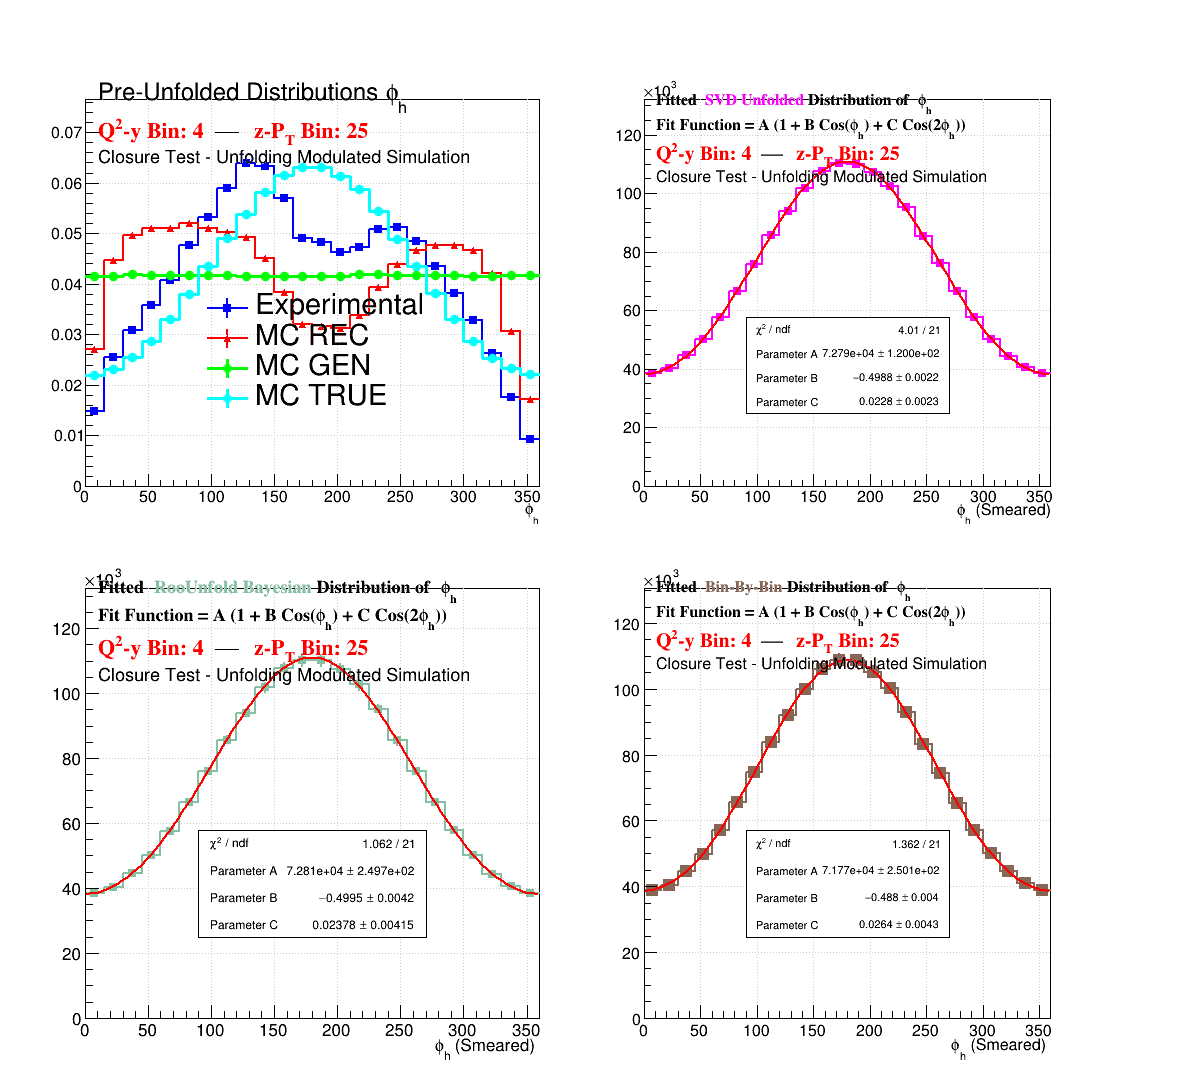 Pre-Unfolded Distributions ϕh
Q²-y Bin: 4 — z-PT Bin: 25
Closure Test - Unfolding Modulated Simulation
0.07
0.06
0.05
0.04
0.03
0.02
0.01
0
Experimental
MC REC
MC GEN
MC TRUE
0 50 100 150 200 250 300 350
ϕh
×10³
Fitted SVD Unfolded Distribution of ϕh
Fit Function = A (1 + B Cos(ϕh) + C Cos(2ϕh))
Q²-y Bin: 4 — z-PT Bin: 25
Closure Test - Unfolding Modulated Simulation
120
100
80
60
40
20
0
χ² / ndf 4.01 / 21
Parameter A 7.279e+04 ± 1.200e+02
Parameter B −0.4988 ± 0.0022
Parameter C 0.0228 ± 0.0023
0 50 100 150 200 250 300 350
ϕh (Smeared)
×10³
Fitted RooUnfold Bayesian Distribution of ϕh
Fit Function = A (1 + B Cos(ϕh) + C Cos(2ϕh))
Q²-y Bin: 4 — z-PT Bin: 25
Closure Test - Unfolding Modulated Simulation
120
100
80
60
40
20
0
χ² / ndf 1.062 / 21
Parameter A 7.281e+04 ± 2.497e+02
Parameter B −0.4995 ± 0.0042
Parameter C 0.02378 ± 0.00415
0 50 100 150 200 250 300 350
ϕh (Smeared)
×10³
Fitted Bin-By-Bin Distribution of ϕh
Fit Function = A (1 + B Cos(ϕh) + C Cos(2ϕh))
Q²-y Bin: 4 — z-PT Bin: 25
Closure Test - Unfolding Modulated Simulation
120
100
80
60
40
20
0
χ² / ndf 1.362 / 21
Parameter A 7.177e+04 ± 2.501e+02
Parameter B −0.488 ± 0.004
Parameter C 0.0264 ± 0.0043
0 50 100 150 200 250 300 350
ϕh (Smeared)